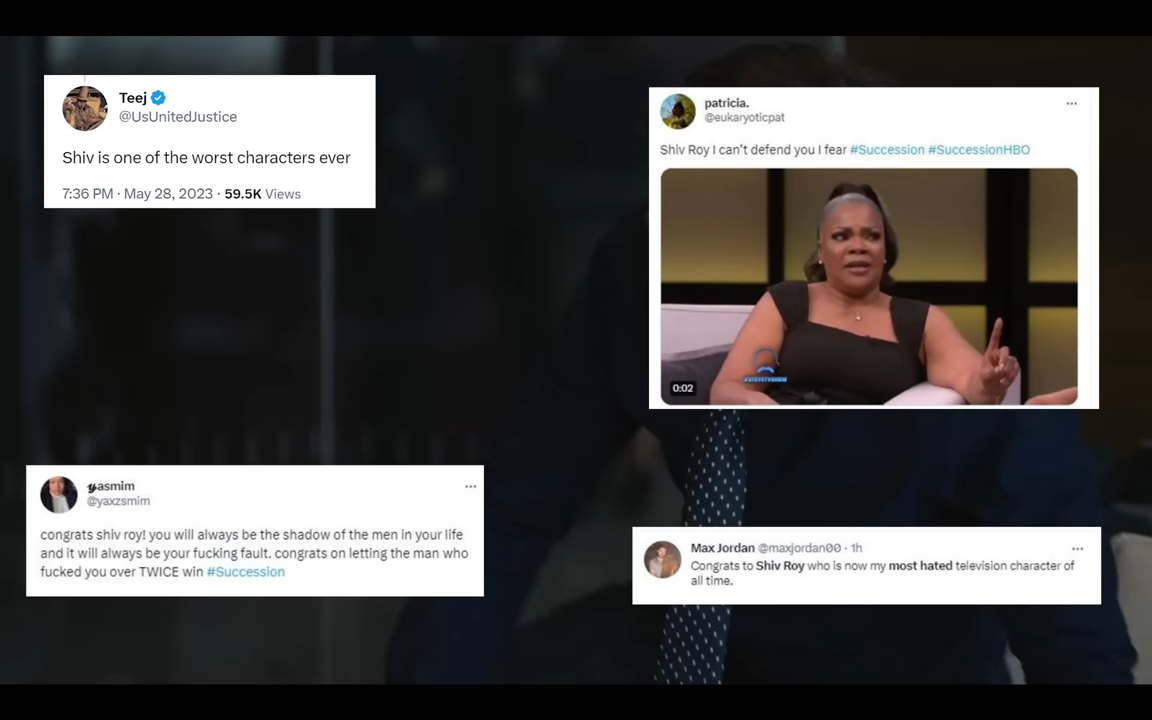 Teej
@UsUnitedJustice
Shiv is one of the worst characters ever
7:36 PM · May 28, 2023 · 59.5K Views
patricia.
@eukaryoticpat
Shiv Roy I can't defend you I fear #Succession #SuccessionHBO
0:02
yasmim
@yaxzsmim
congrats shiv roy! you will always be the shadow of the men in your life
and it will always be your fucking fault. congrats on letting the man who
fucked you over TWICE win #Succession
Max Jordan @maxjordan00 · 1h
Congrats to Shiv Roy who is now my most hated television character of
all time.